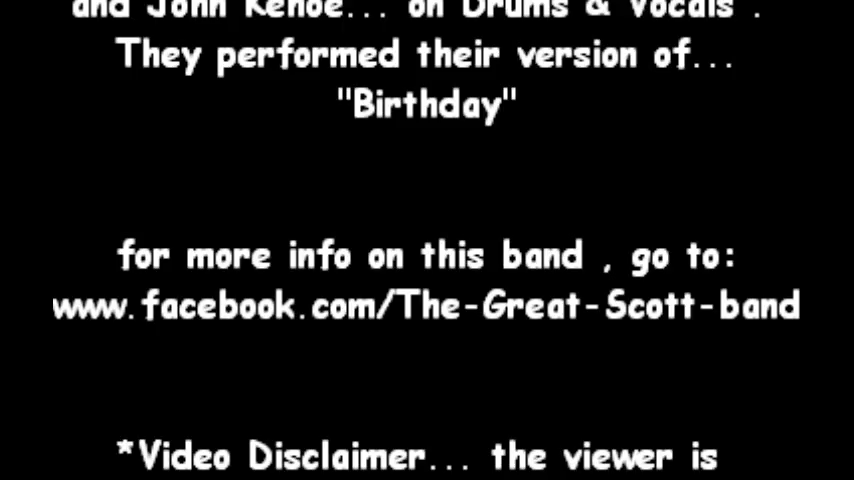 and John Kehoe... on Drums & Vocals .
They performed their version of...
"Birthday"
for more info on this band , go to:
www.facebook.com/The-Great-Scott-band
*Video Disclaimer... the viewer is